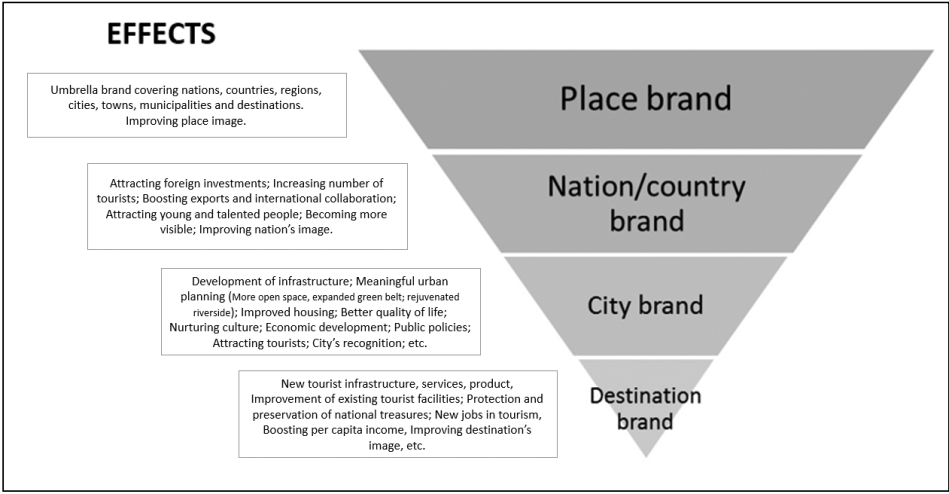 EFFECTS
Umbrella brand covering nations, countries, regions,
cities, towns, municipalities and destinations.
Improving place image.
Place brand
Attracting foreign investments; Increasing number of
tourists; Boosting exports and international collaboration;
Attracting young and talented people; Becoming more
visible; Improving nation's image.
Nation/country
brand
Development of infrastructure; Meaningful urban
planning (More open space, expanded green belt; rejuvenated
riverside); Improved housing; Better quality of life;
Nurturing culture; Economic development; Public policies;
Attracting tourists; City's recognition; etc.
City brand
New tourist infrastructure, services, product,
Improvement of existing tourist facilities; Protection and
preservation of national treasures; New jobs in tourism,
Boosting per capita income, Improving destination's
image, etc.
Destination
brand